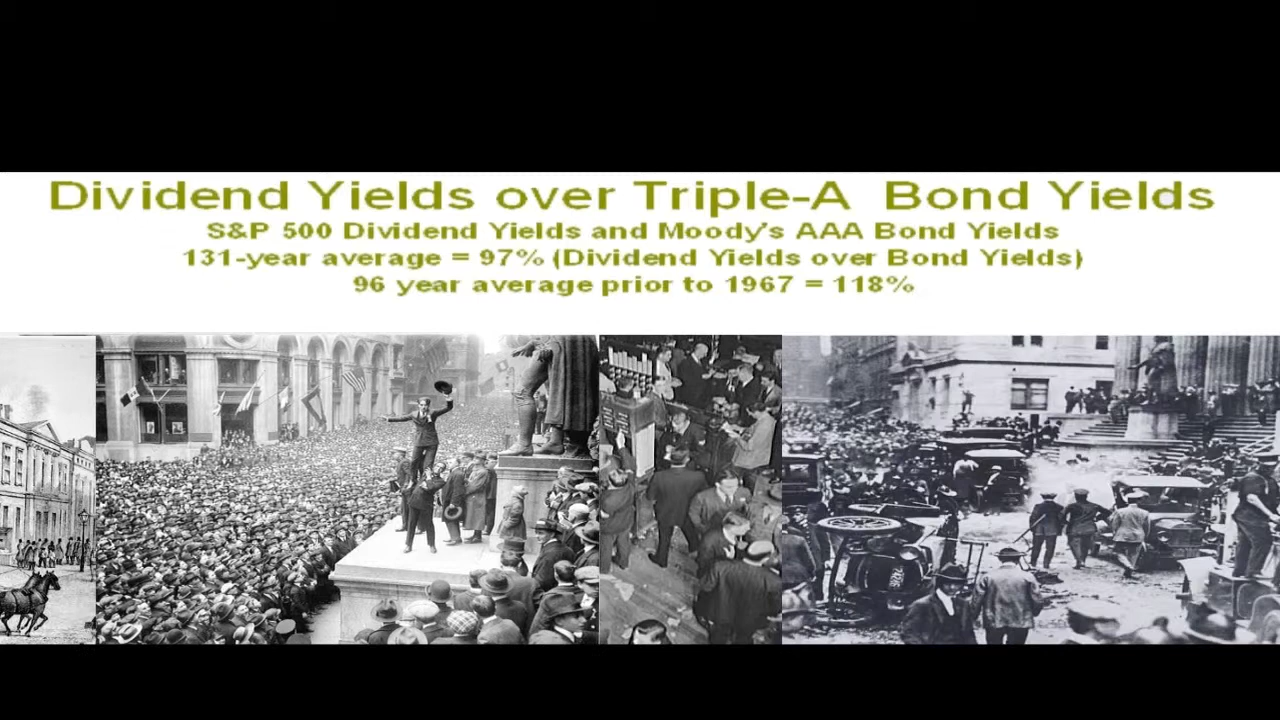 Dividend Yields over Triple-A Bond Yields
S&P 500 Dividend Yields and Moody's AAA Bond Yields
131-year average = 97% (Dividend Yields over Bond Yields)
96 year average prior to 1967 = 118%